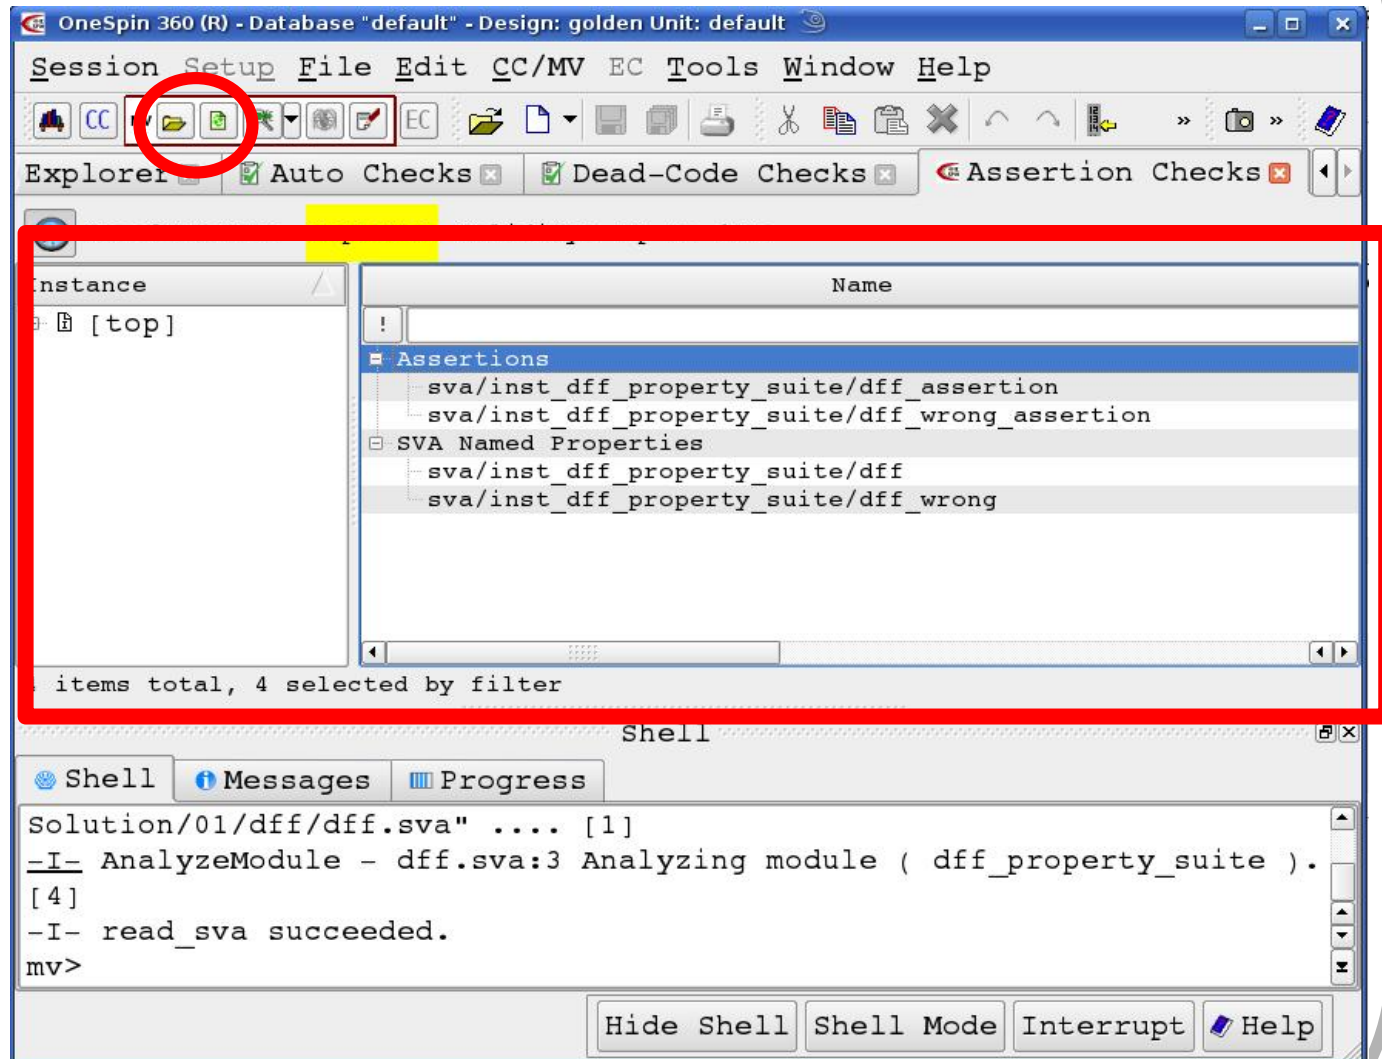 OneSpin 360 (R) - Database "default" - Design: golden Unit: default
Session Setup File Edit CC/MV EC Tools Window Help
CC EC » »
Explorer Auto Checks Dead-Code Checks Assertion Checks
Instance Name
[top] !
Assertions
sva/inst_dff_property_suite/dff_assertion
sva/inst_dff_property_suite/dff_wrong_assertion
SVA Named Properties
sva/inst_dff_property_suite/dff
sva/inst_dff_property_suite/dff_wrong
items total, 4 selected by filter
Shell
Shell Messages Progress
Solution/01/dff/dff.sva" .... [1]
-I- AnalyzeModule - dff.sva:3 Analyzing module ( dff_property_suite ).
[4]
-I- read_sva succeeded.
mv>
Hide Shell Shell Mode Interrupt Help